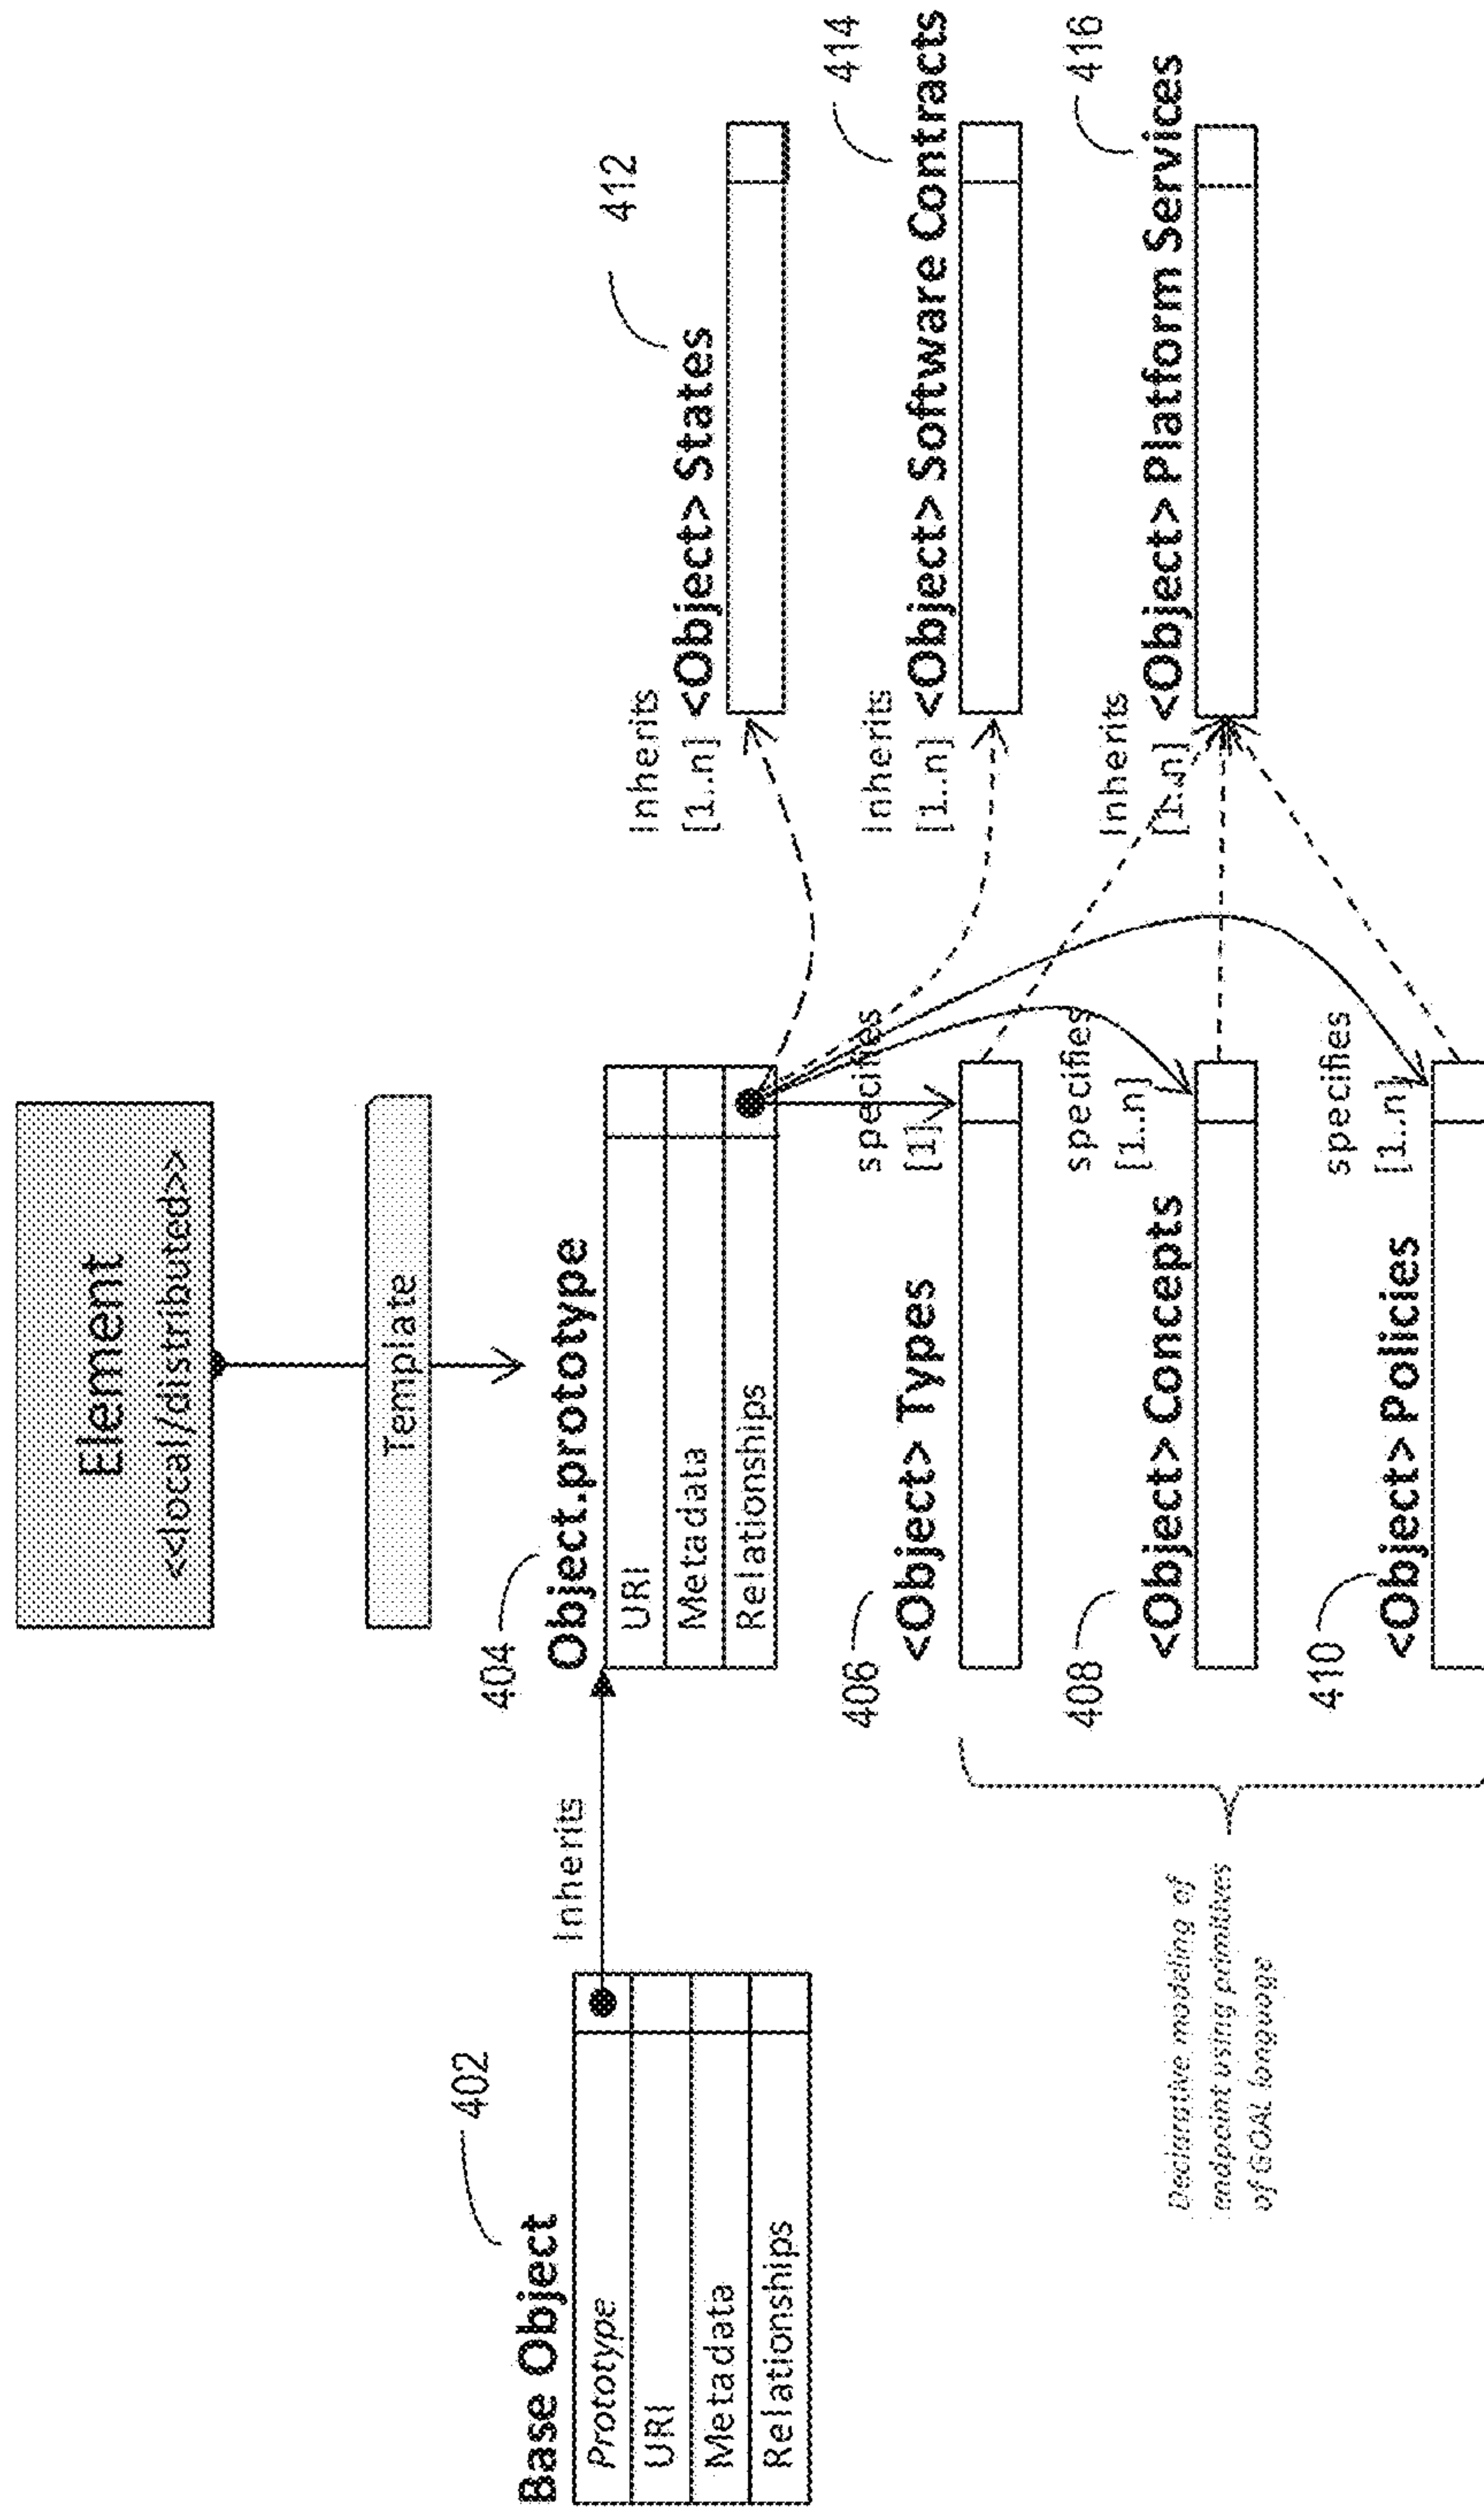 Element
<<local/distributed>>
Template
402
Base Object
Prototype
URI
Metadata
Relationships
Inherits
404
Object.prototype
URI
Metadata
Relationships
Inherits
[1..n]
<Object> States
412
406
<Object> Types
specifies
[1]
Inherits
[1..n]
<Object> Software Contracts
414
408
<Object> Concepts
specifies
[1..n]
Inherits
[1..n]
<Object> Platform Services
416
410
<Object> Policies
specifies
[1..n]
Declarative modeling of
endpoint using primitives
of GOAL language